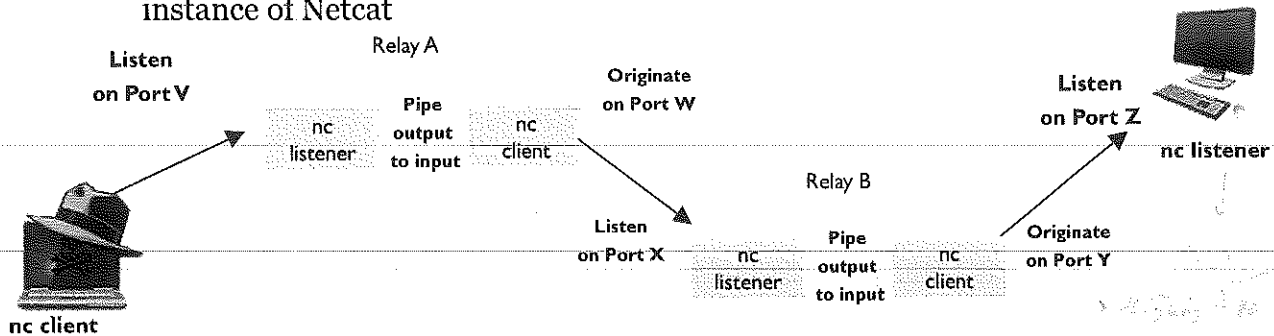 instance of Netcat
Relay A
Listen
on Port V
Originate
on Port W
Pipe
output
to input
nc
listener
nc
client
Listen
on Port Z
nc listener
Relay B
Listen
on Port X
nc
listener
Pipe
output
to input
nc
client
Originate
on Port Y
nc client